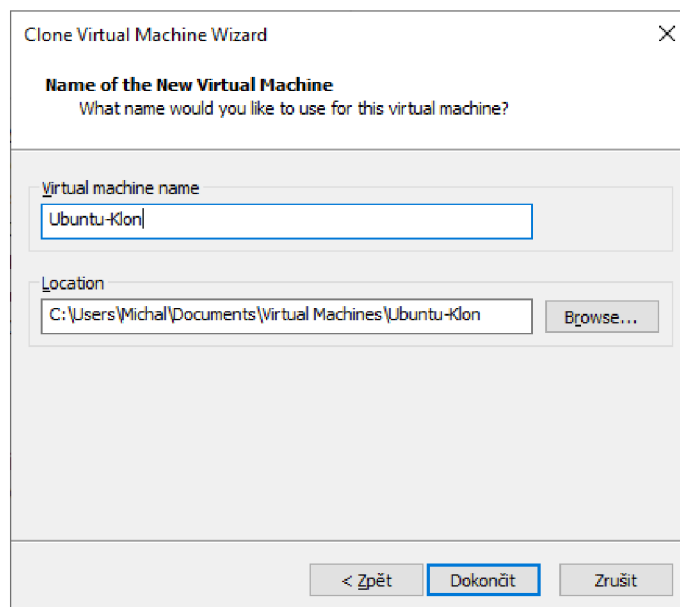 Clone Virtual Machine Wizard
Name of the New Virtual Machine
What name would you like to use for this virtual machine?
Virtual machine name
Ubuntu-Klon
Location
C:\Users\Michal\Documents\Virtual Machines\Ubuntu-Klon
Browse...
< Zpět
Dokončit
Zrušit